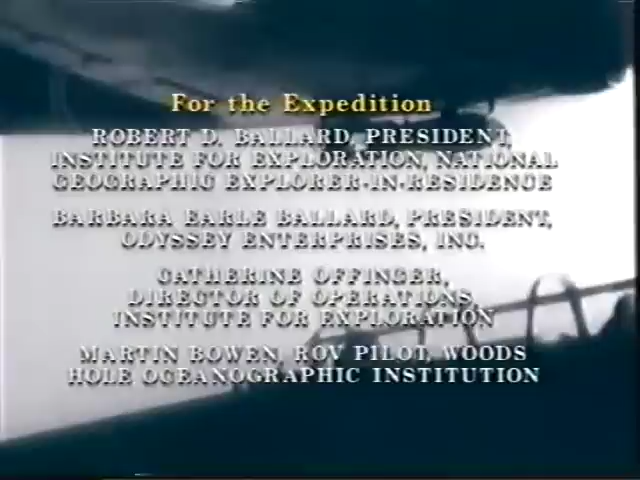 For the Expedition
ROBERT D. BALLARD, PRESIDENT,
INSTITUTE FOR EXPLORATION, NATIONAL
GEOGRAPHIC EXPLORER-IN-RESIDENCE
BARBARA EARLE BALLARD, PRESIDENT,
ODYSSEY ENTERPRISES, INC.
CATHERINE OFFINGER,
DIRECTOR OF OPERATIONS,
INSTITUTE FOR EXPLORATION
MARTIN BOWEN, ROV PILOT, WOODS
HOLE OCEANOGRAPHIC INSTITUTION